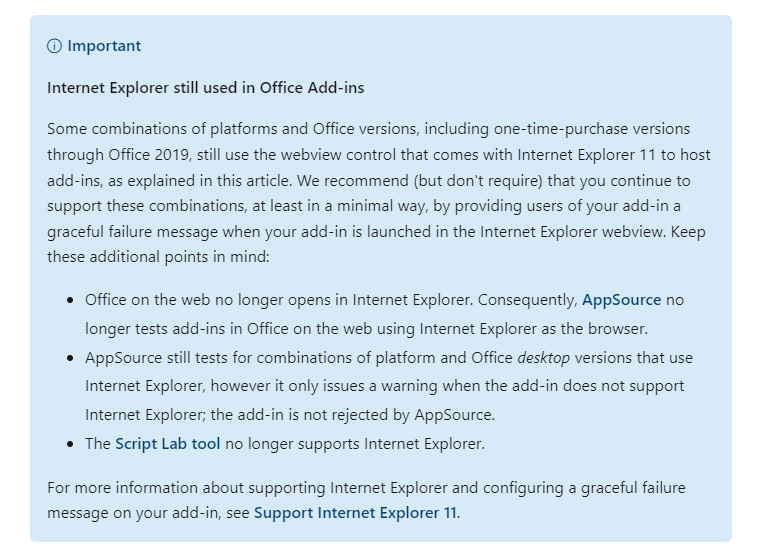 Important
Internet Explorer still used in Office Add-ins
Some combinations of platforms and Office versions, including one-time-purchase versions
through Office 2019, still use the webview control that comes with Internet Explorer 11 to host
add-ins, as explained in this article. We recommend (but don't require) that you continue to
support these combinations, at least in a minimal way, by providing users of your add-in a
graceful failure message when your add-in is launched in the Internet Explorer webview. Keep
these additional points in mind:
• Office on the web no longer opens in Internet Explorer. Consequently, AppSource no
longer tests add-ins in Office on the web using Internet Explorer as the browser.
• AppSource still tests for combinations of platform and Office desktop versions that use
Internet Explorer, however it only issues a warning when the add-in does not support
Internet Explorer; the add-in is not rejected by AppSource.
• The Script Lab tool no longer supports Internet Explorer.
For more information about supporting Internet Explorer and configuring a graceful failure
message on your add-in, see Support Internet Explorer 11.